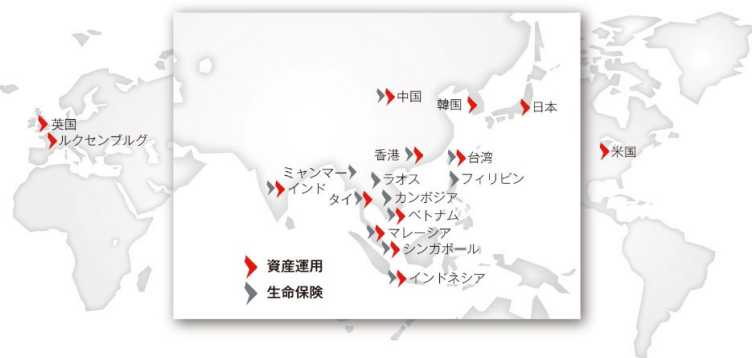 中国
韓国
日本
英国
ルクセンブルグ
香港
台湾
米国
ミャンマー
ラオス
フィリピン
インド
タイ
カンボジア
ベトナム
マレーシア
シンガポール
インドネシア
資産運用
生命保険